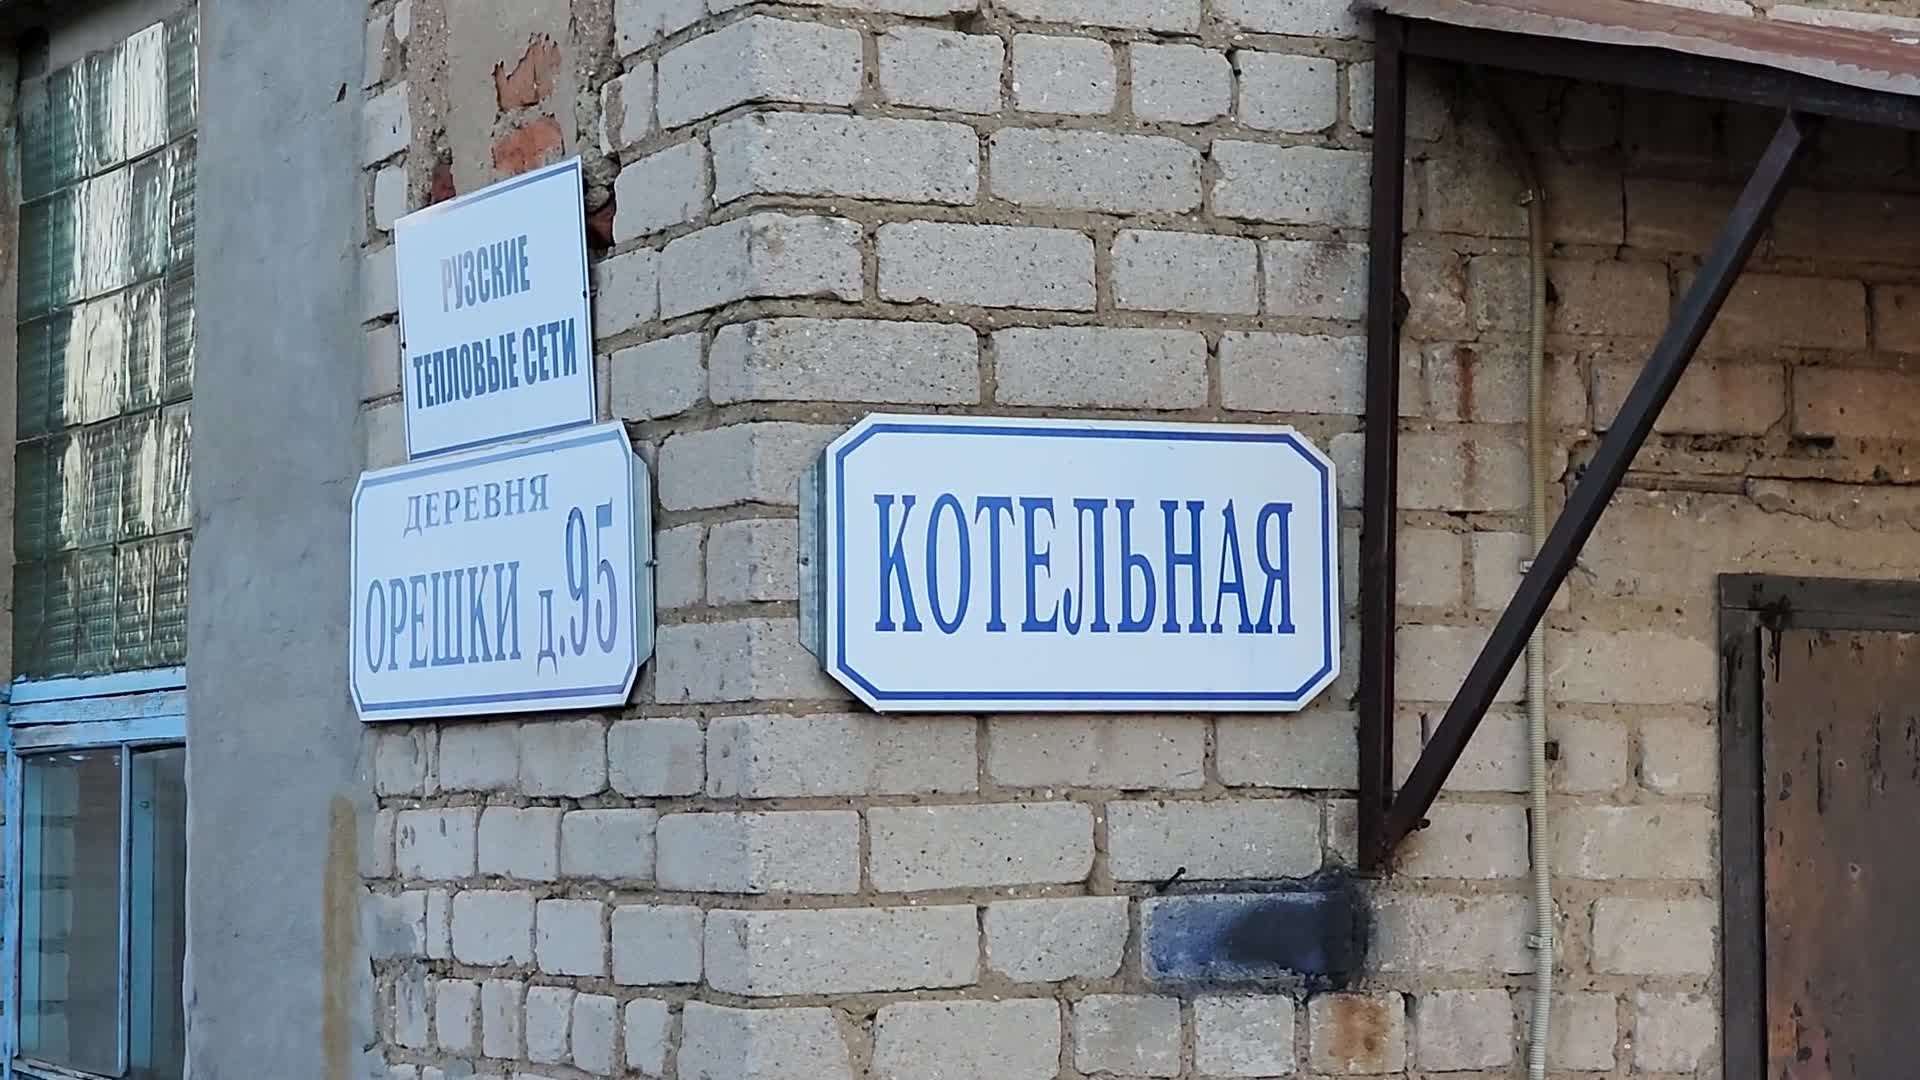 РУЗСКИЕ
ТЕПЛОВЫЕ СЕТИ
ДЕРЕВНЯ
ОРЕШКИ д.95
КОТЕЛЬНАЯ